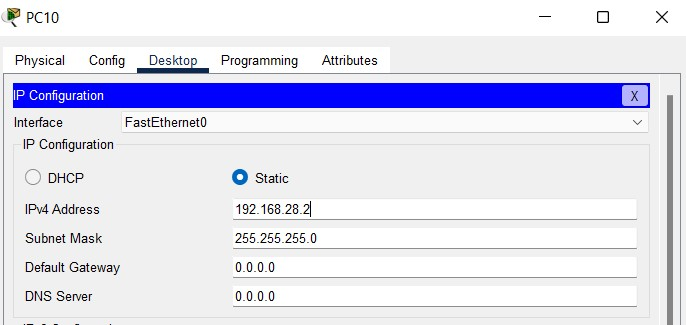 PC10
Physical Config Desktop Programming Attributes
IP Configuration X
Interface FastEthernet0
IP Configuration
DHCP Static
IPv4 Address 192.168.28.2
Subnet Mask 255.255.255.0
Default Gateway 0.0.0.0
DNS Server 0.0.0.0